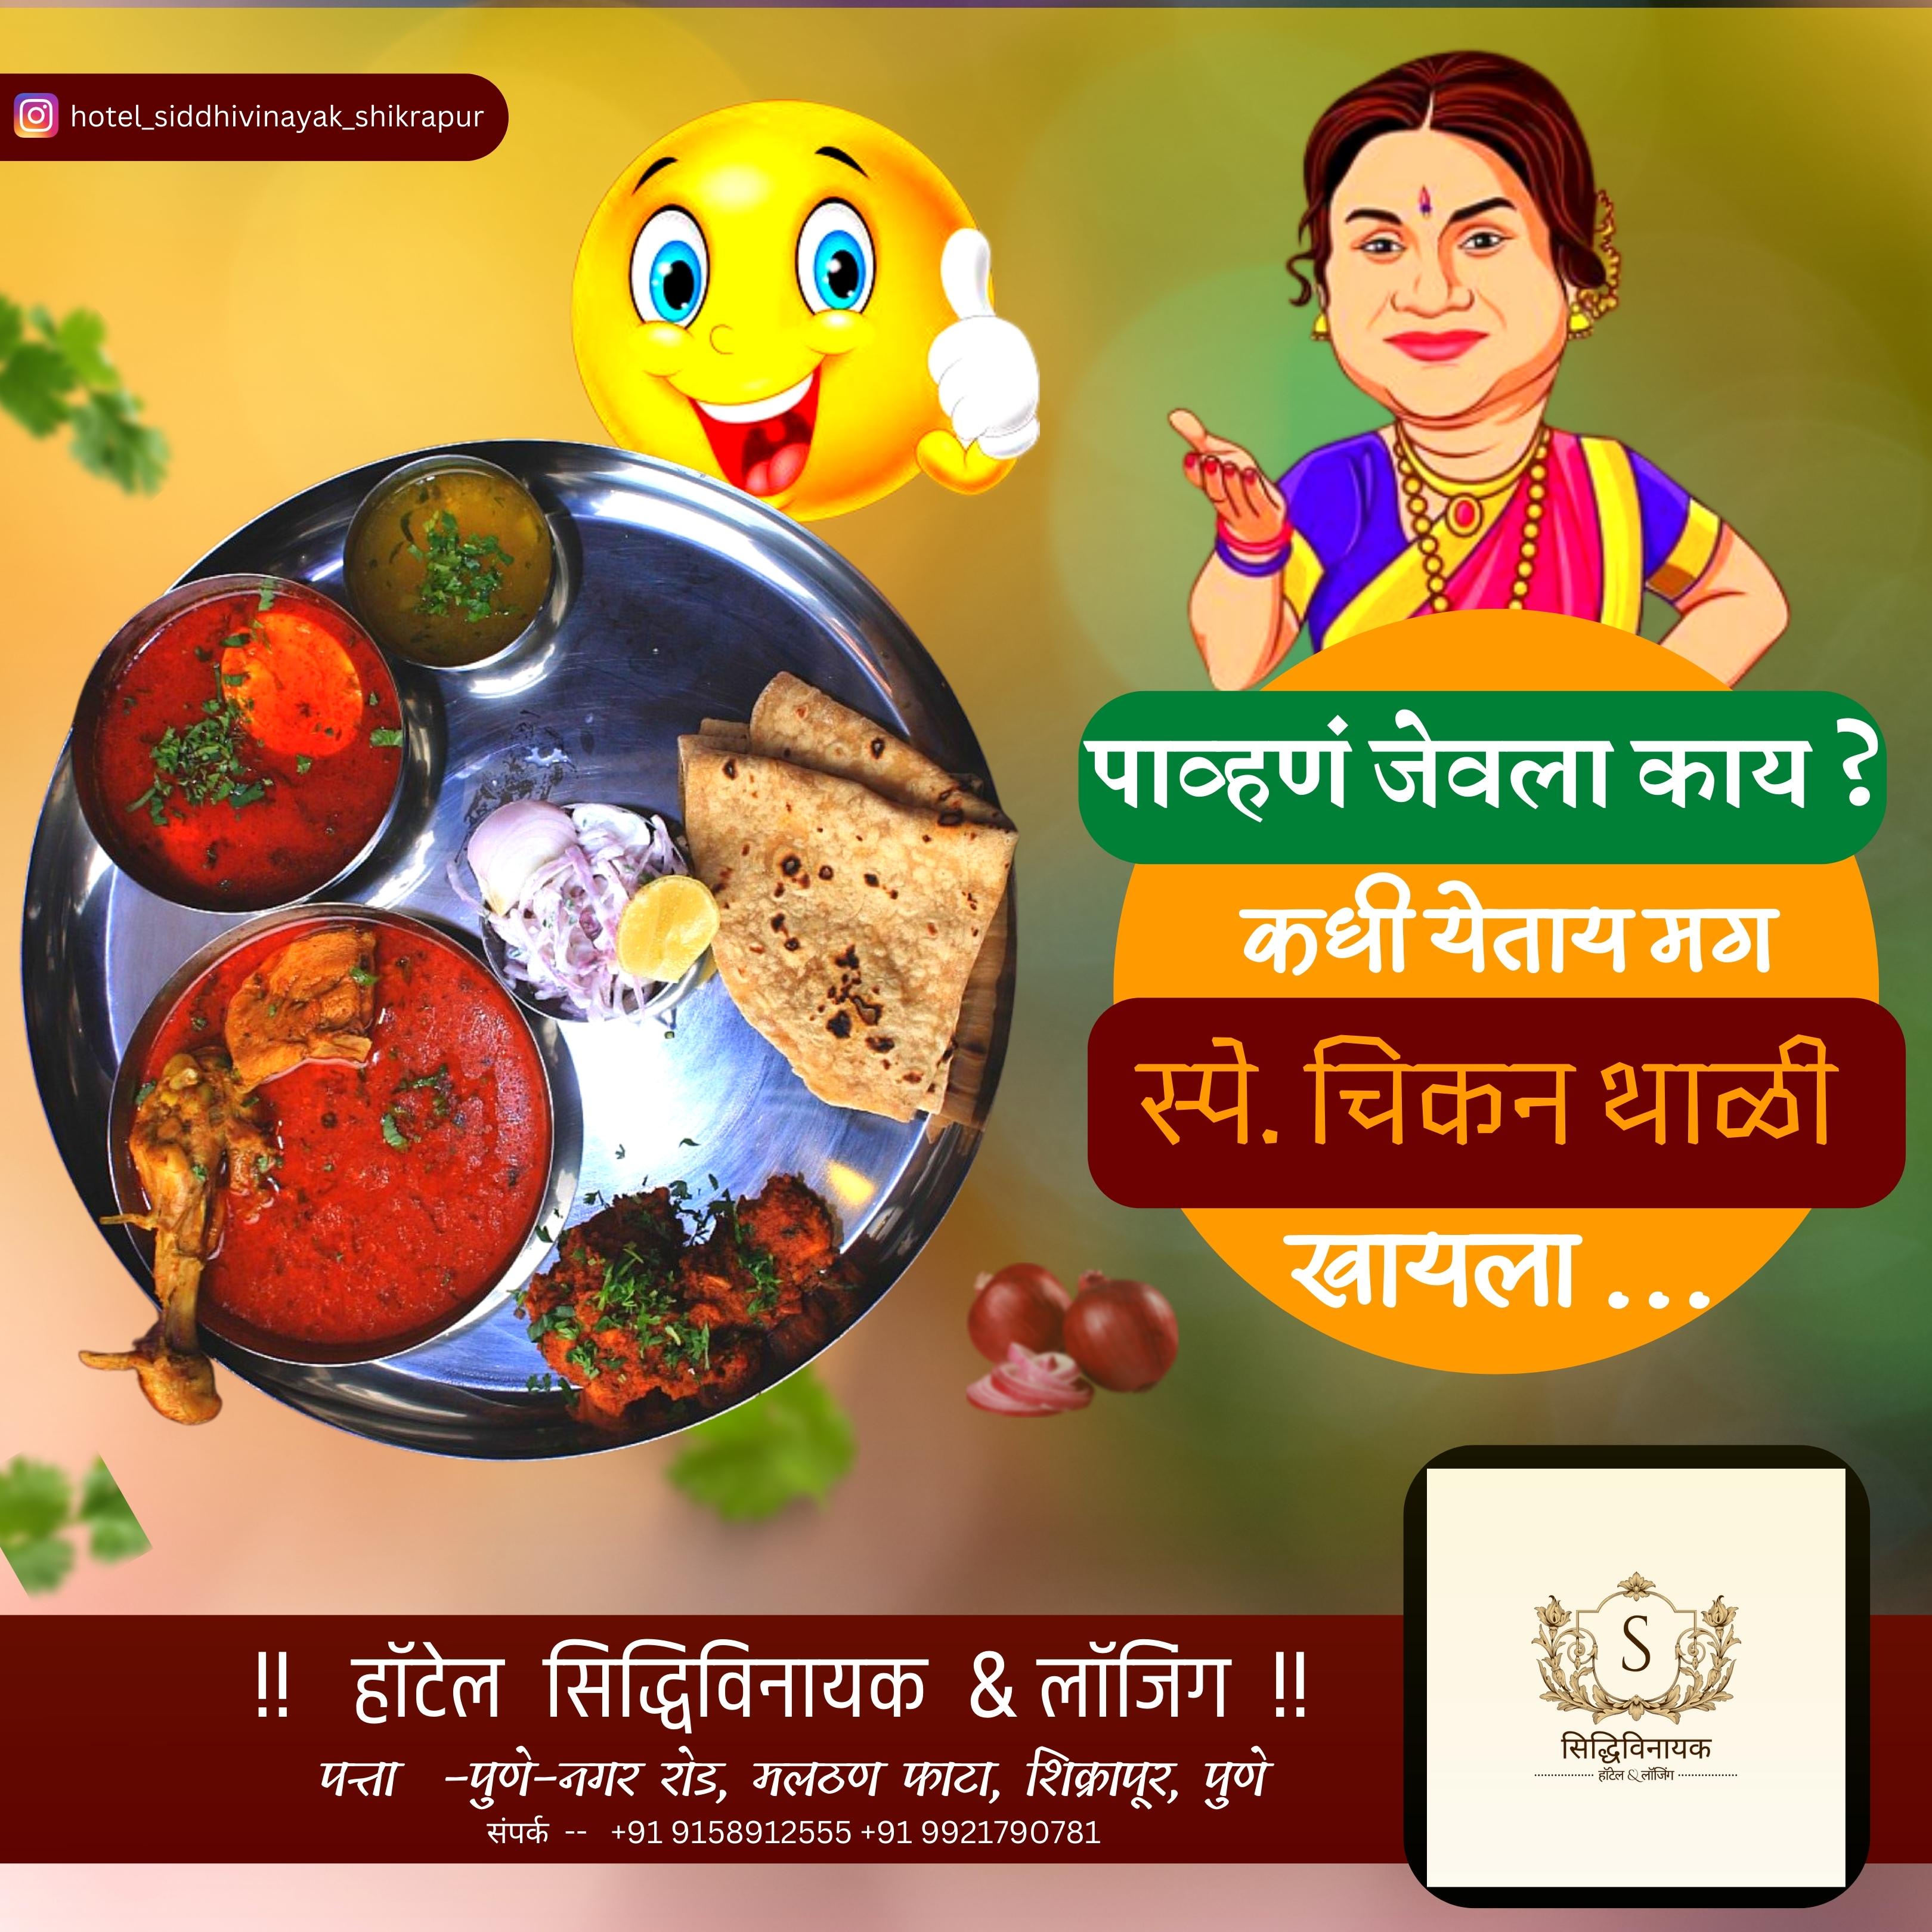 hotel_siddhivinayak_shikrapur
पाव्हणं जेवला काय ?
कधी येताय मग
स्पे. चिकन थाळी
खायला ...
!! हॉटेल सिद्धिविनायक & लॉजिंग !!
पत्ता -पुणे-नगर रोड, मलठण फाटा, शिक्रापूर, पुणे
संपर्क -- +91 9158912555 +91 9921790781
S
सिद्धिविनायक
हॉटेल & लॉजिंग